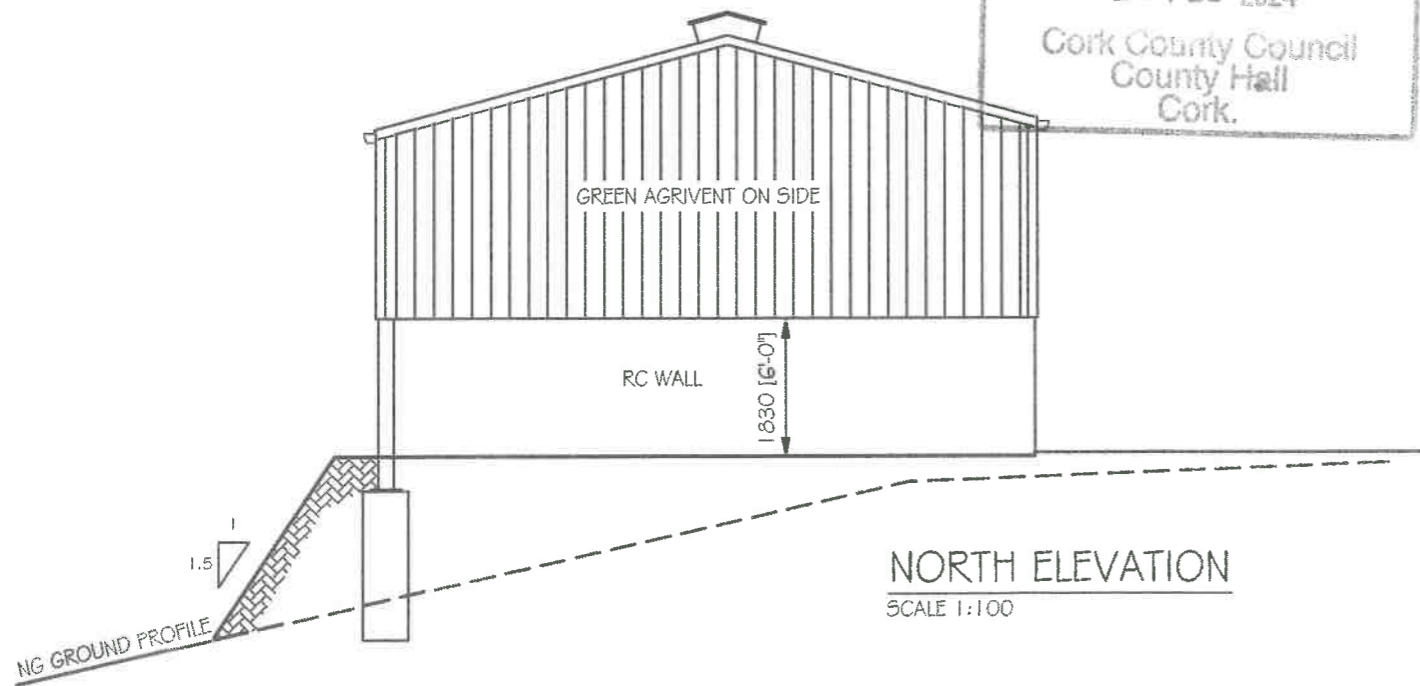 2024
Cork County Council
County Hall
Cork.
GREEN AGRIVENT ON SIDE
RC WALL
1830 [6'-0"]
1
1.5
NG GROUND PROFILE
NORTH ELEVATION
SCALE 1:100